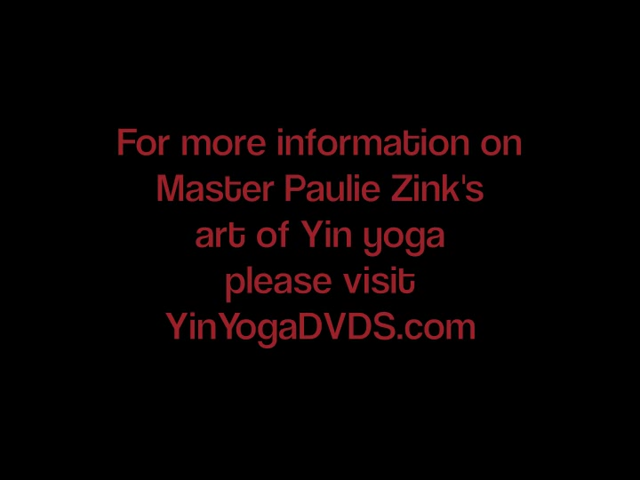 For more information on
Master Paulie Zink's
art of Yin yoga
please visit
YinYogaDVDS.com